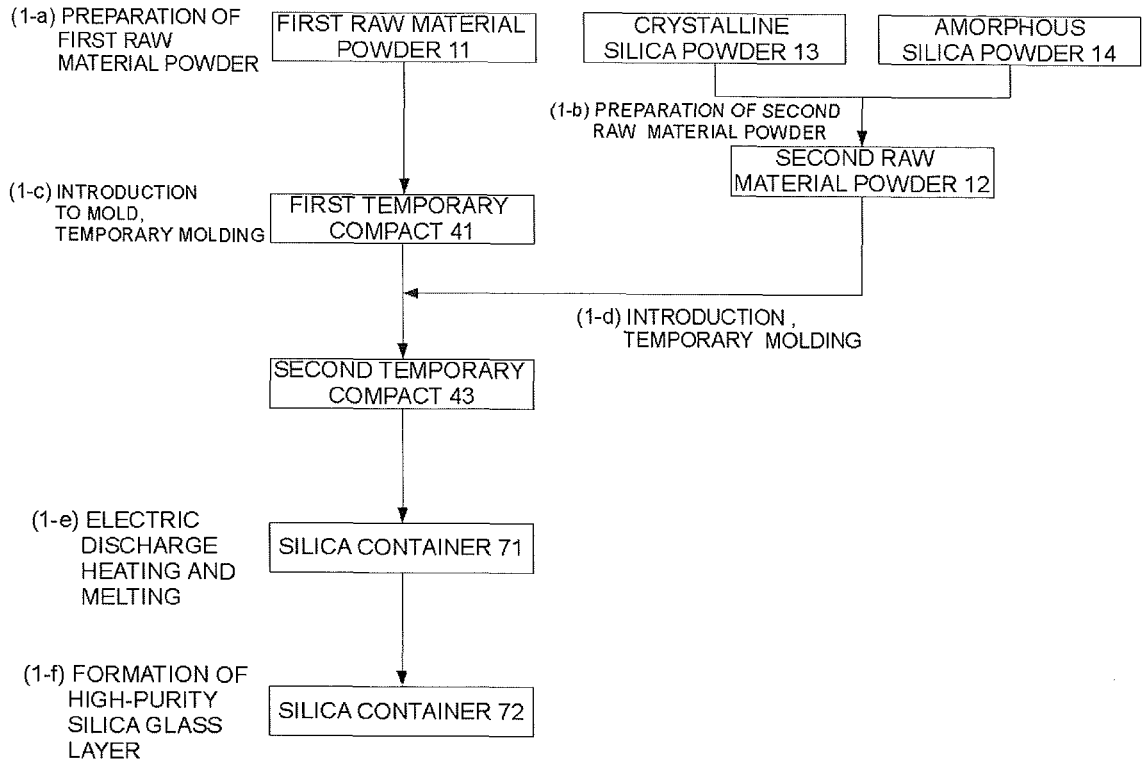 (1-a) PREPARATION OF
FIRST RAW
MATERIAL POWDER
FIRST RAW MATERIAL
POWDER 11
CRYSTALLINE
SILICA POWDER 13
AMORPHOUS
SILICA POWDER 14
(1-b) PREPARATION OF SECOND
RAW MATERIAL POWDER
SECOND RAW
MATERIAL POWDER 12
(1-c) INTRODUCTION
TO MOLD,
TEMPORARY MOLDING
FIRST TEMPORARY
COMPACT 41
(1-d) INTRODUCTION ,
TEMPORARY MOLDING
SECOND TEMPORARY
COMPACT 43
(1-e) ELECTRIC
DISCHARGE
HEATING AND
MELTING
SILICA CONTAINER 71
(1-f) FORMATION OF
HIGH-PURITY
SILICA GLASS
LAYER
SILICA CONTAINER 72